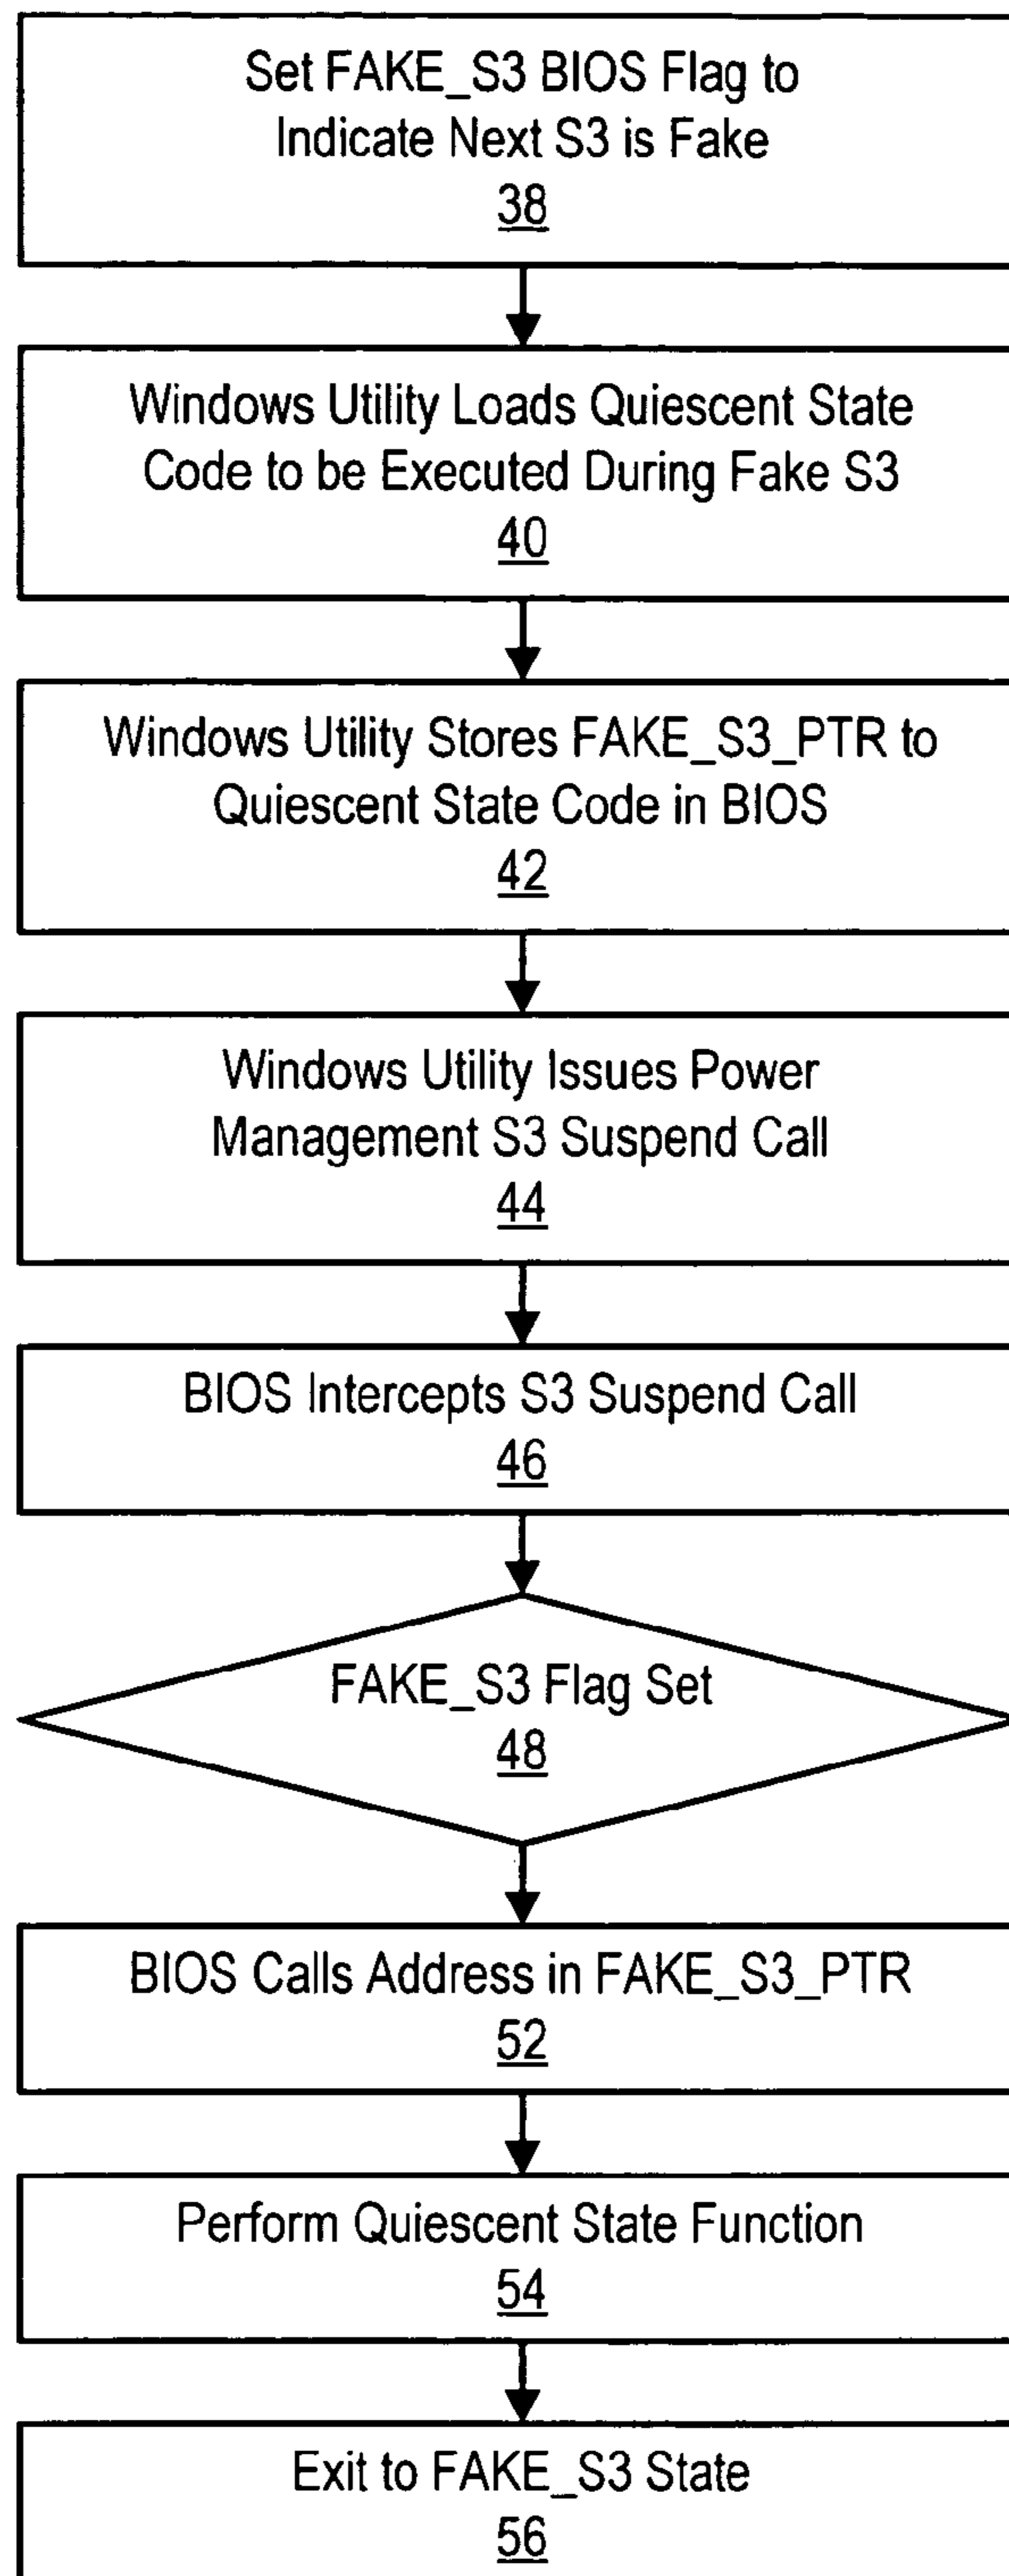 Set FAKE_S3 BIOS Flag to
Indicate Next S3 is Fake
38
Windows Utility Loads Quiescent State
Code to be Executed During Fake S3
40
Windows Utility Stores FAKE_S3_PTR to
Quiescent State Code in BIOS
42
Windows Utility Issues Power
Management S3 Suspend Call
44
BIOS Intercepts S3 Suspend Call
46
FAKE_S3 Flag Set
48
BIOS Calls Address in FAKE_S3_PTR
52
Perform Quiescent State Function
54
Exit to FAKE_S3 State
56